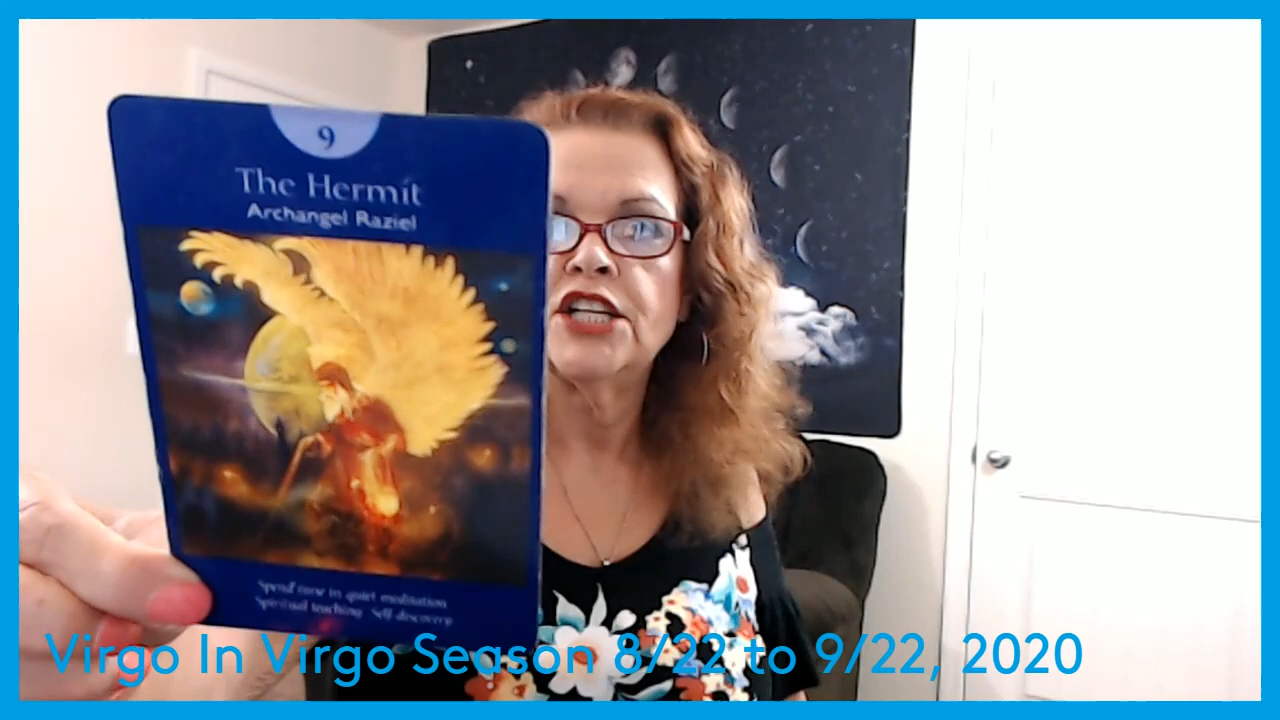 9
The Hermit
Archangel Raziel
Spend time in quiet meditation.
Spiritual teaching. Self-discovery.
Virgo In Virgo Season 8/22 to 9/22, 2020